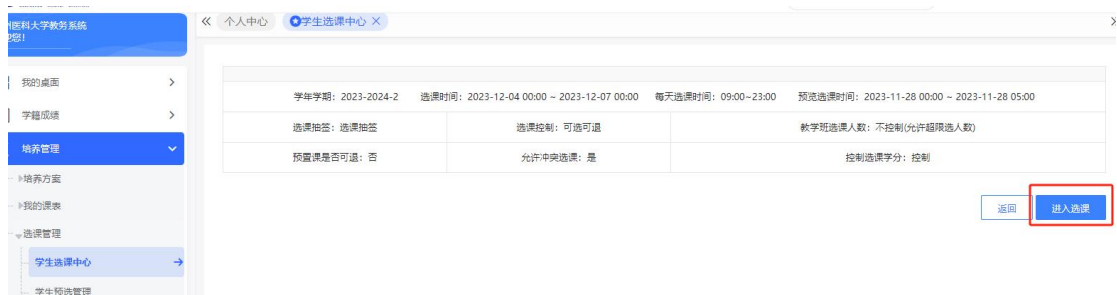 州医科大学教务系统
您!
个人中心 学生选课中心
我的桌面
学籍成绩
培养管理
培养方案
我的课表
选课管理
学生选课中心
学生预选管理
学年学期：2023-2024-2 选课时间：2023-12-04 00:00 ~ 2023-12-07 00:00 每天选课时间：09:00~23:00 预览选课时间：2023-11-28 00:00 ~ 2023-11-28 05:00
选课抽签：选课抽签 选课控制：可选可退 教学班选课人数：不控制(允许超限选人数)
预置课是否可退：否 允许冲突选课：是 控制选课学分：控制
返回 进入选课